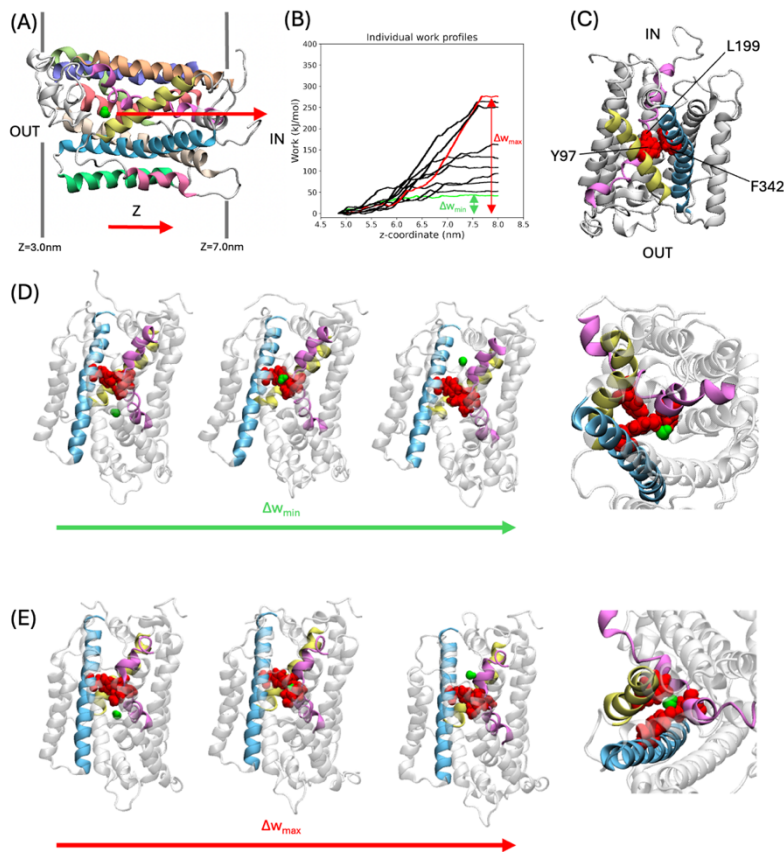 (A)
OUT
IN
Z
Z=3.0nm
Z=7.0nm
(B)
Individual work profiles
Work (kJ/mol)
400
350
300
250
200
150
100
50
0
Δwmax
Δwmin
4.5 5.0 5.5 6.0 6.5 7.0 7.5 8.0 8.5
z-coordinate (nm)
(C)
IN
L199
Y97
F342
OUT
(D)
Δwmin
(E)
Δwmax